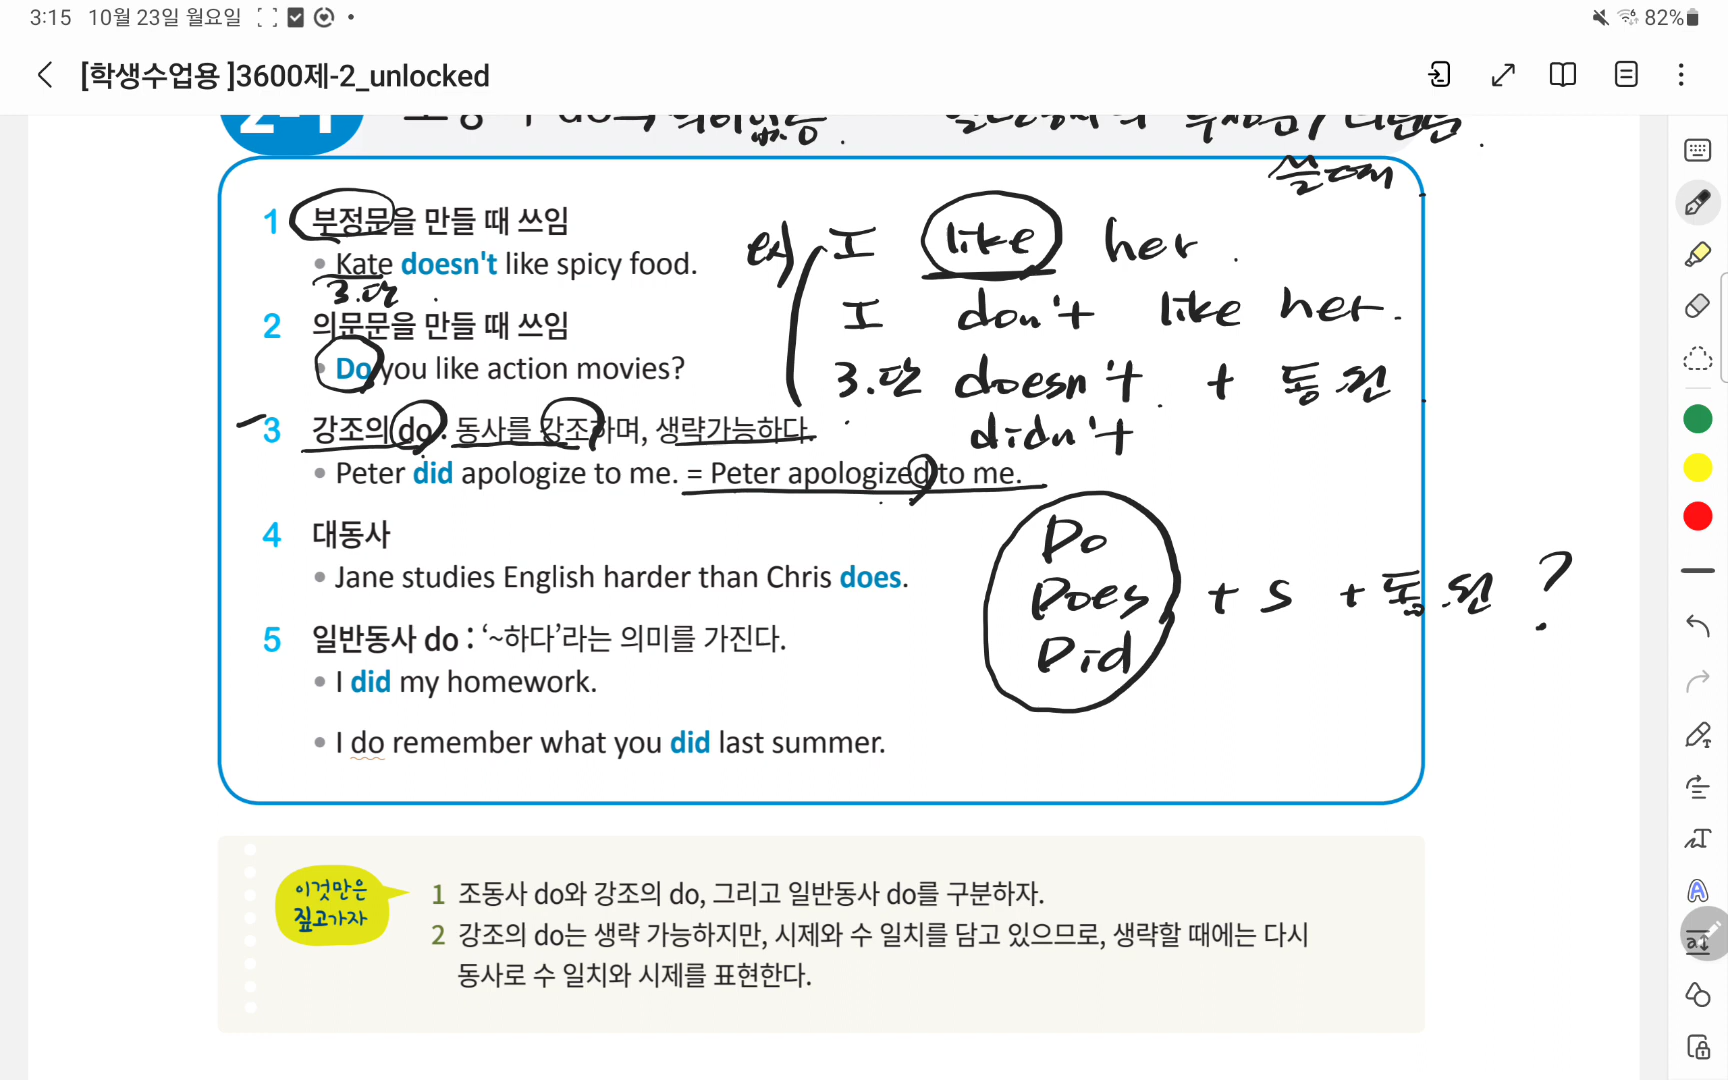 3:15 10월 23일 월요일
82%
[학생수업용 ]3600제-2_unlocked
2-1 do
쓸 때
1 부정문을 만들 때 쓰임
• Kate doesn't like spicy food.
3.단
2 의문문을 만들 때 쓰임
• Do you like action movies?
3 강조의 do : 동사를 강조하며, 생략가능하다.
• Peter did apologize to me. = Peter apologized to me.
4 대동사
• Jane studies English harder than Chris does.
5 일반동사 do : ‘~하다’라는 의미를 가진다.
• I did my homework.
• I do remember what you did last summer.
예) I like her.
I don't like her.
3.단 doesn't + 동.원
didn't
Do
Does + S + 동.원 ?
Did
이것만은
짚고가자
1 조동사 do와 강조의 do, 그리고 일반동사 do를 구분하자.
2 강조의 do는 생략 가능하지만, 시제와 수 일치를 담고 있으므로, 생략할 때에는 다시
동사로 수 일치와 시제를 표현한다.